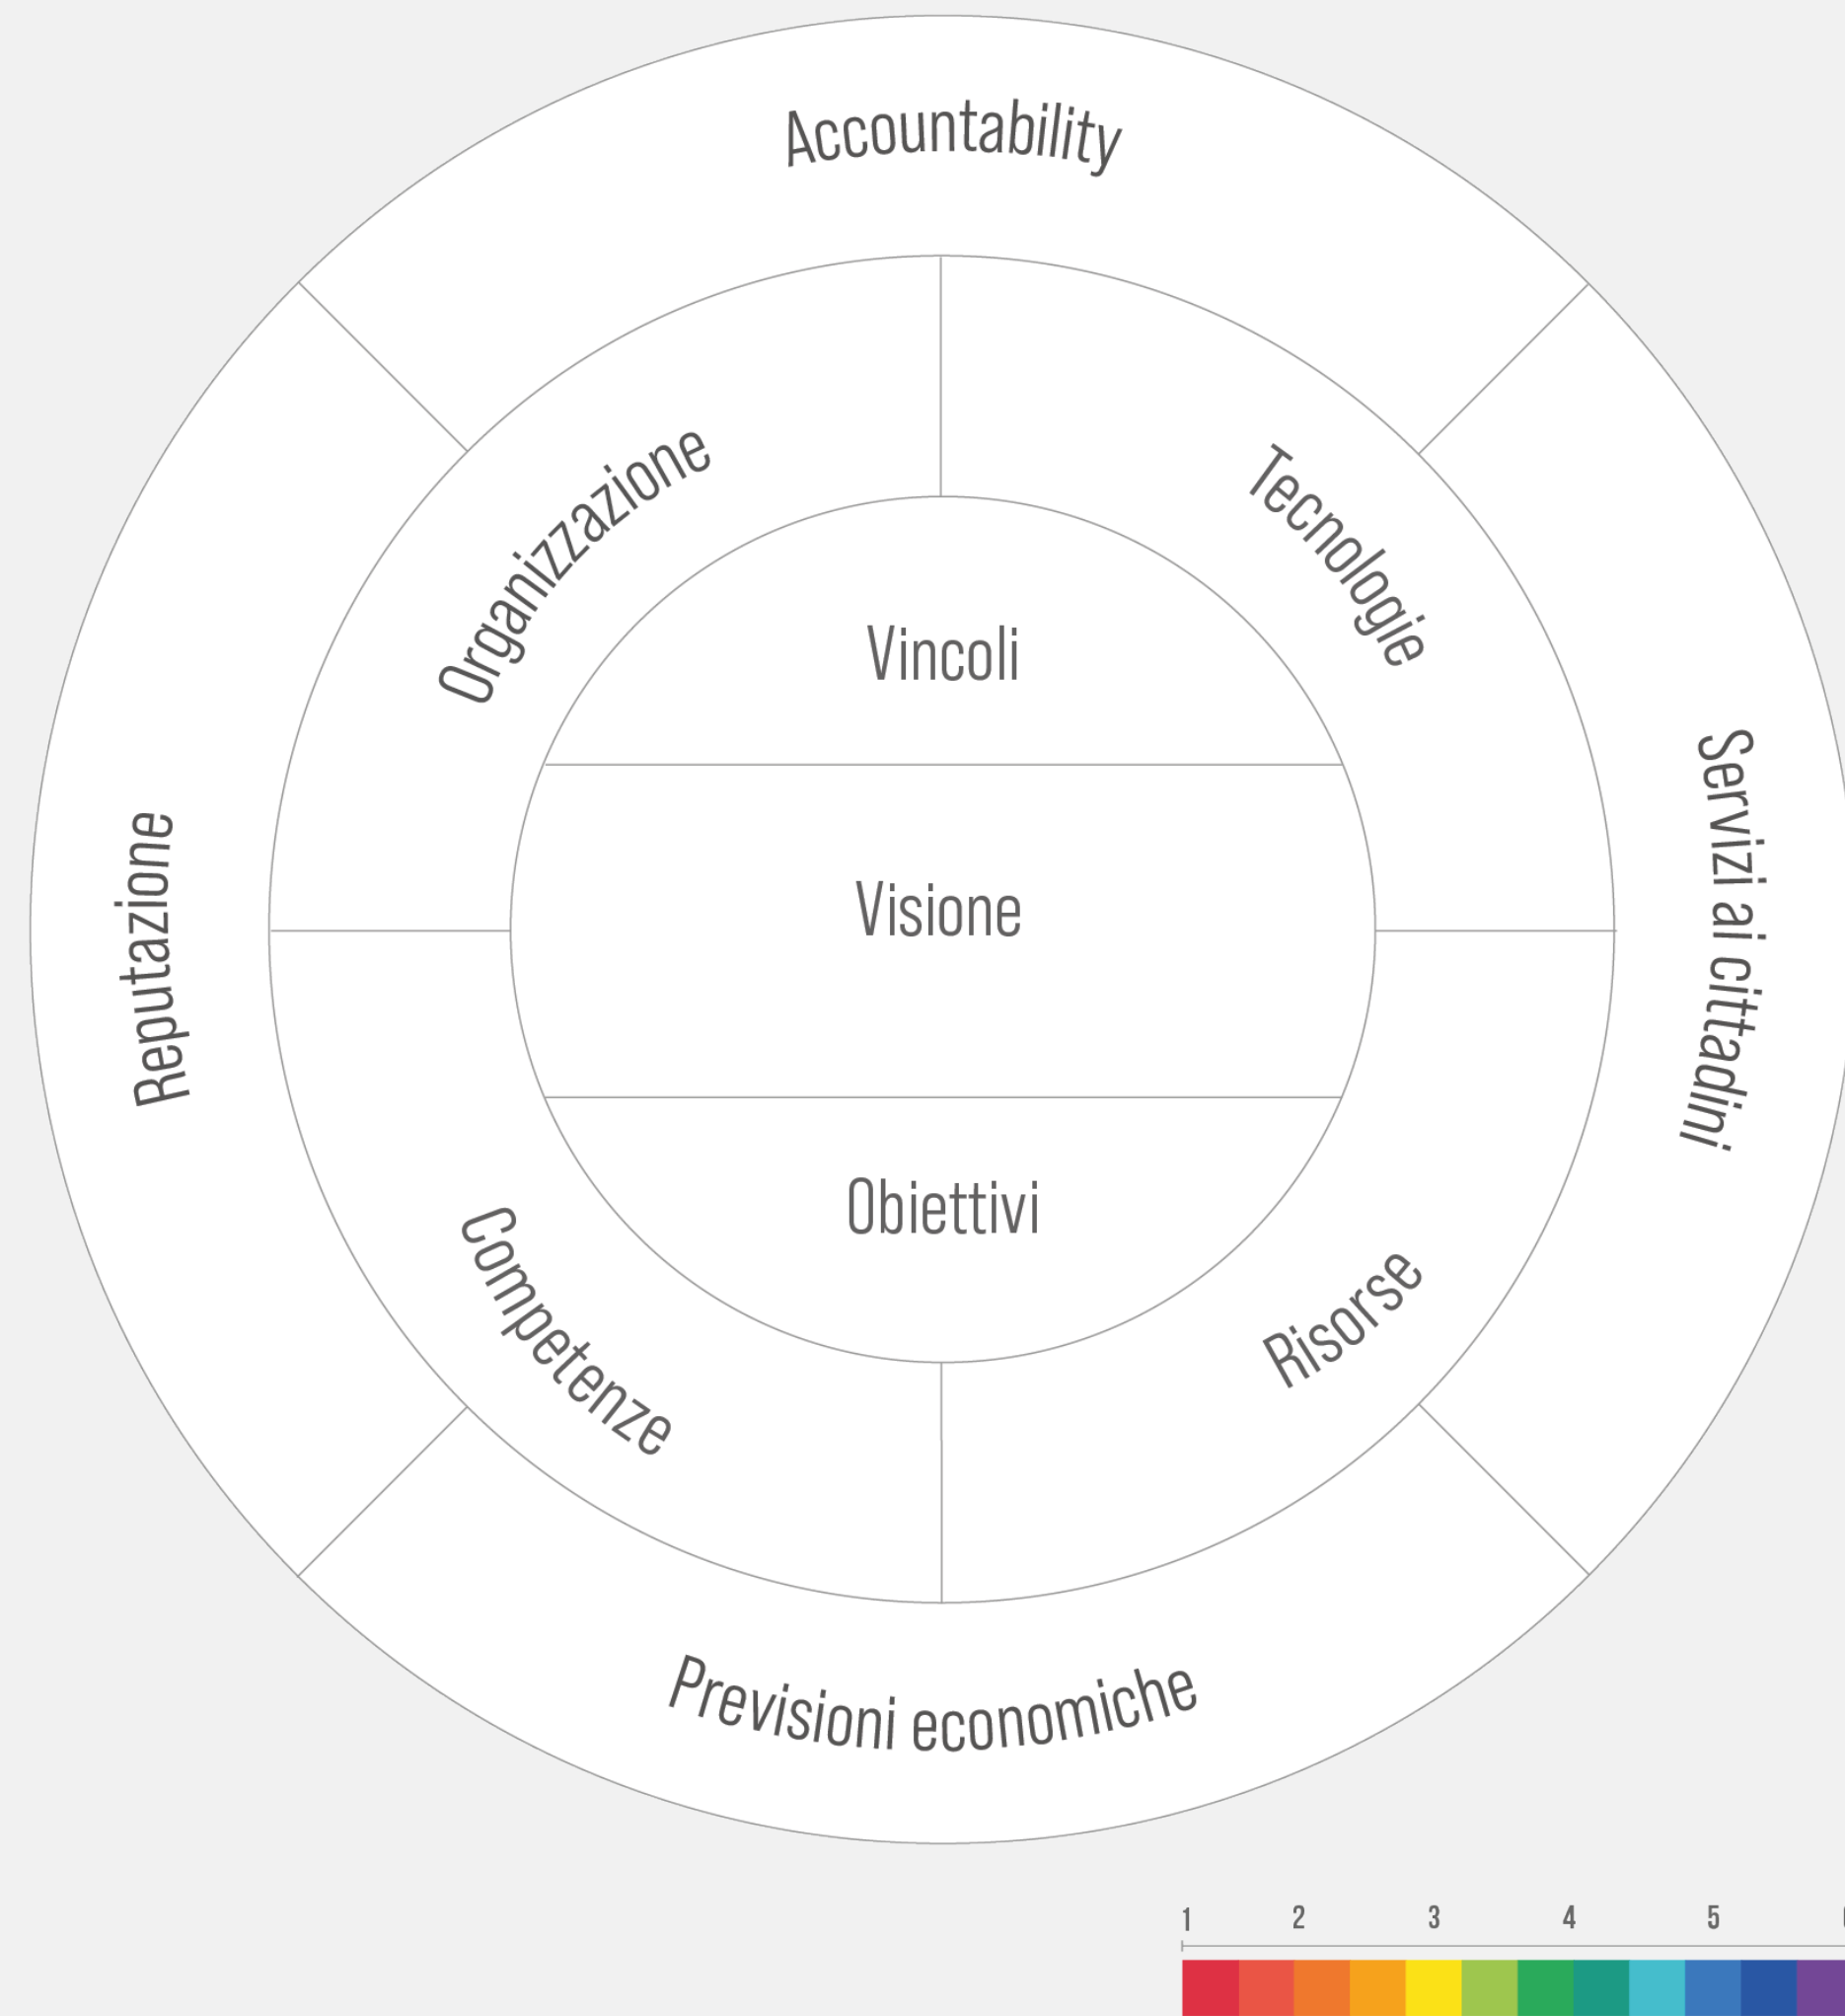 Accountability
Organizzazione
Tecnologie
Vincoli
Reputazione
Visione
Servizi ai cittadini
Obiettivi
Competenze
Risorse
Previsioni economiche
1 2 3 4 5